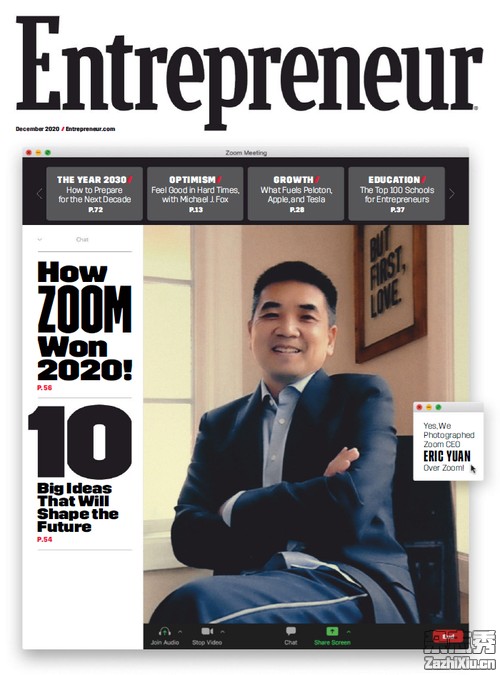 Entrepreneur
December 2020 / Entrepreneur.com
Zoom Meeting
THE YEAR 2030 /
How to Prepare
for the Next Decade
P.72
OPTIMISM /
Feel Good in Hard Times,
with Michael J. Fox
P.13
GROWTH /
What Fuels Peloton,
Apple, and Tesla
P.28
EDUCATION /
The Top 100 Schools
for Entrepreneurs
P.37
Chat
How
ZOOM
Won
2020!
P.56
10
Big Ideas
That Will
Shape the
Future
P.54
BUT
FIRST,
LOVE.
Yes, We
Photographed
Zoom CEO
ERIC YUAN
Over Zoom!
Join Audio
Stop Video
Chat
Share Screen
ZaZhiXiu.cn